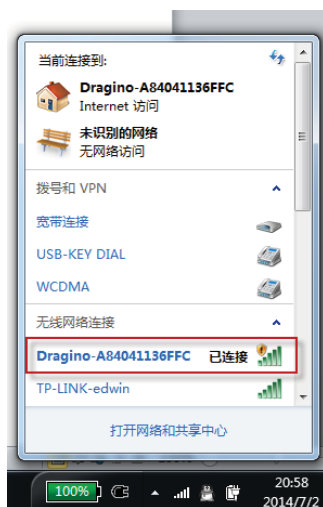 当前连接到:
Dragino-A84041136FFC
Internet 访问
未识别的网络
无网络访问
拨号和 VPN
宽带连接
USB-KEY DIAL
WCDMA
无线网络连接
Dragino-A84041136FFC 已连接
TP-LINK-edwin
打开网络和共享中心
100%
20:58
2014/7/2